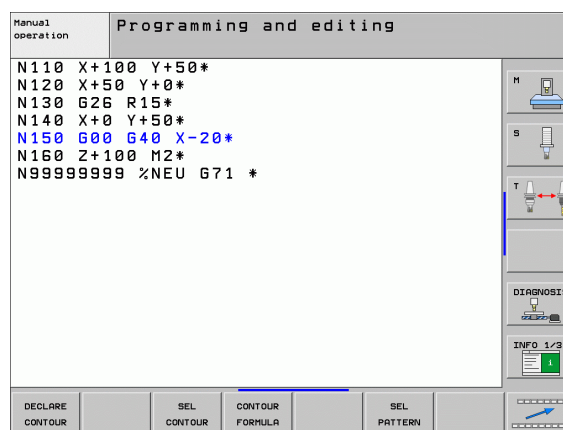 Manual
operation
Programming and editing
N110 X+100 Y+50*
N120 X+50 Y+0*
N130 G26 R15*
N140 X+0 Y+50*
N150 G00 G40 X-20*
N160 Z+100 M2*
N99999999 %NEU G71 *
M
S
T
DIAGNOSI
INFO 1/3
1
DECLARE
CONTOUR
SEL
CONTOUR
CONTOUR
FORMULA
SEL
PATTERN